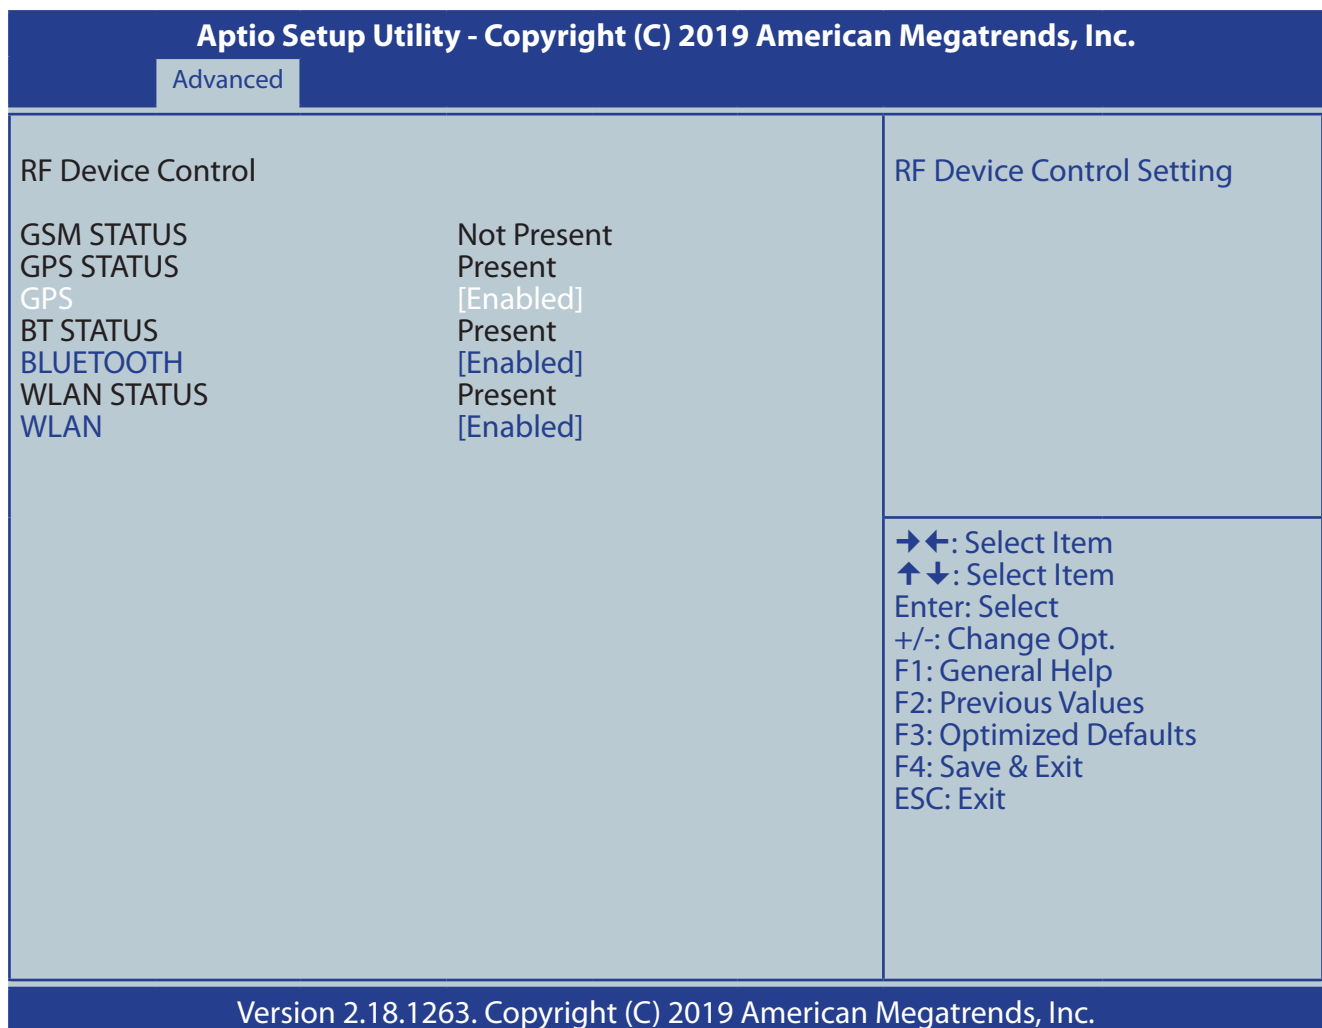 Aptio Setup Utility - Copyright (C) 2019 American Megatrends, Inc.
Advanced
RF Device Control
GSM STATUS Not Present
GPS STATUS Present
GPS [Enabled]
BT STATUS Present
BLUETOOTH [Enabled]
WLAN STATUS Present
WLAN [Enabled]
RF Device Control Setting
→←: Select Item
↑↓: Select Item
Enter: Select
+/-: Change Opt.
F1: General Help
F2: Previous Values
F3: Optimized Defaults
F4: Save & Exit
ESC: Exit
Version 2.18.1263. Copyright (C) 2019 American Megatrends, Inc.